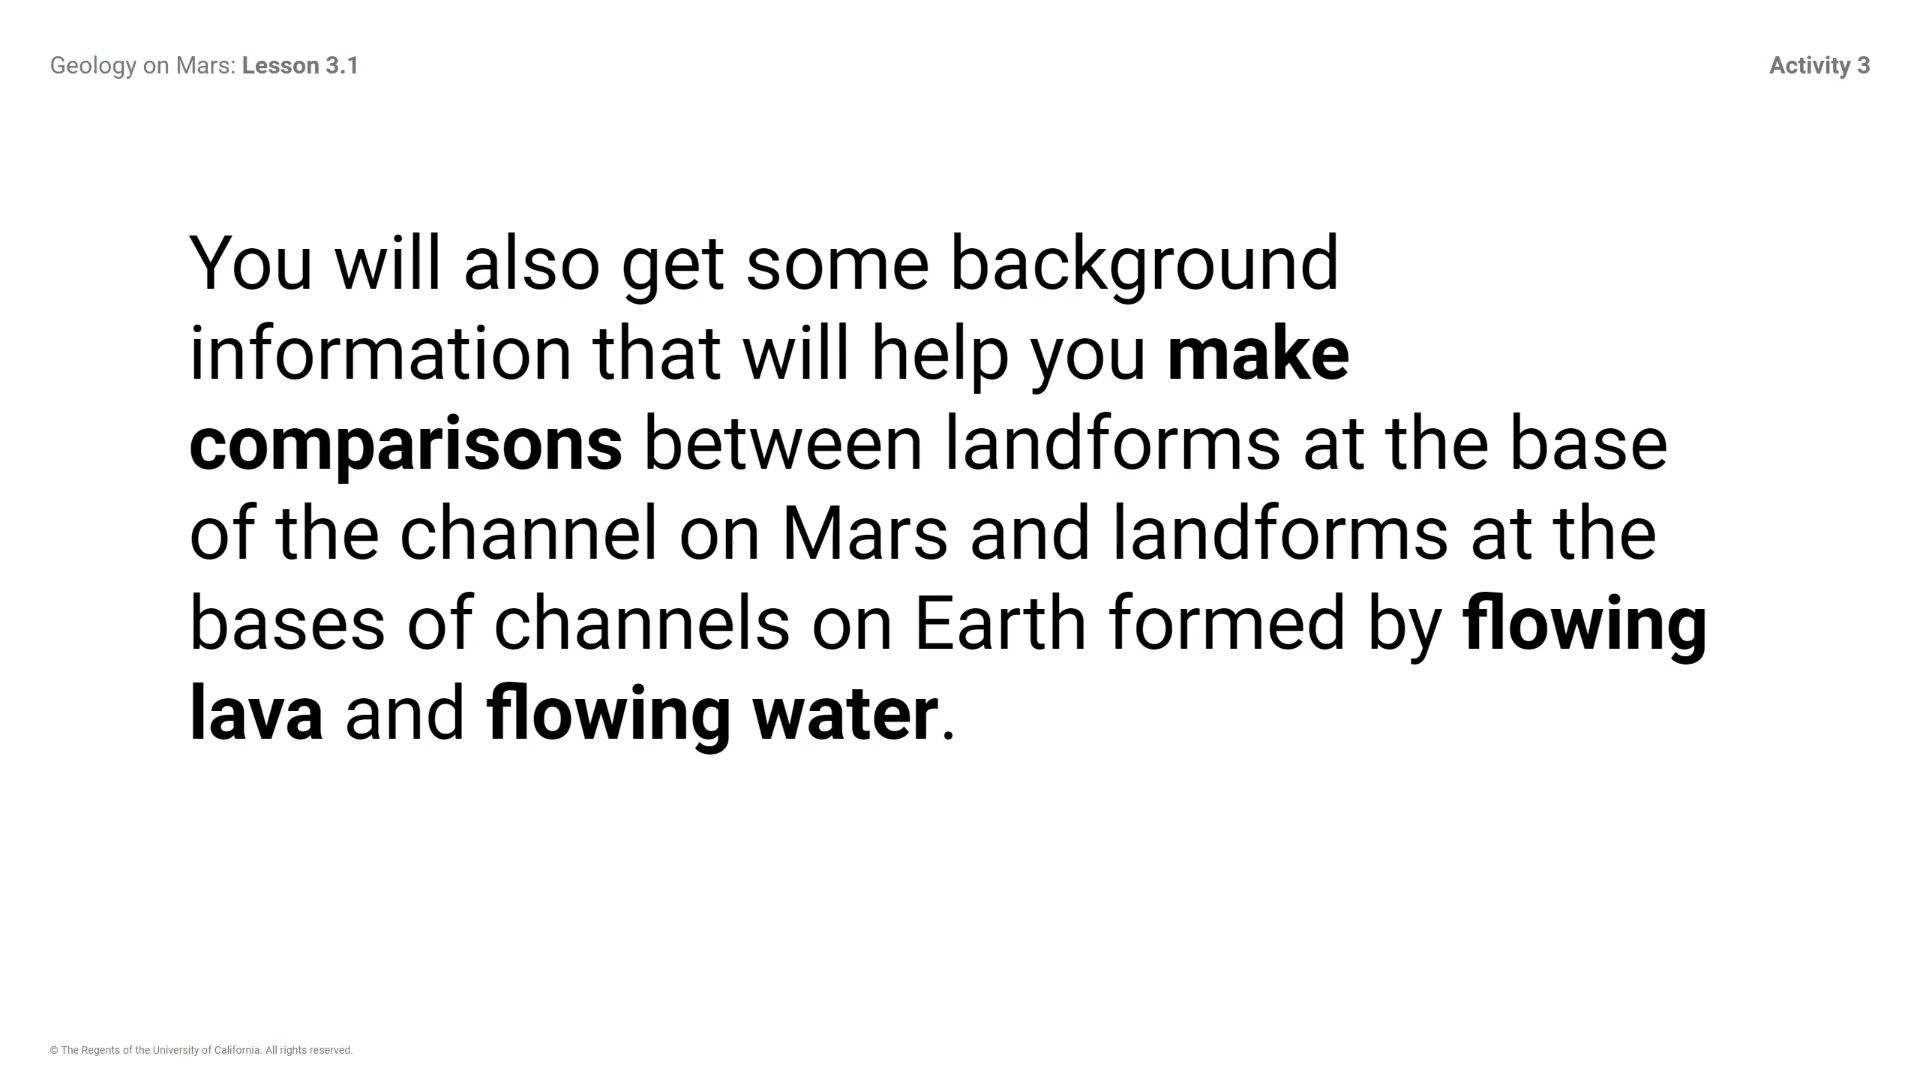 Geology on Mars: Lesson 3.1
Activity 3
You will also get some background
information that will help you make
comparisons between landforms at the base
of the channel on Mars and landforms at the
bases of channels on Earth formed by flowing
lava and flowing water.
© The Regents of the University of California. All rights reserved.